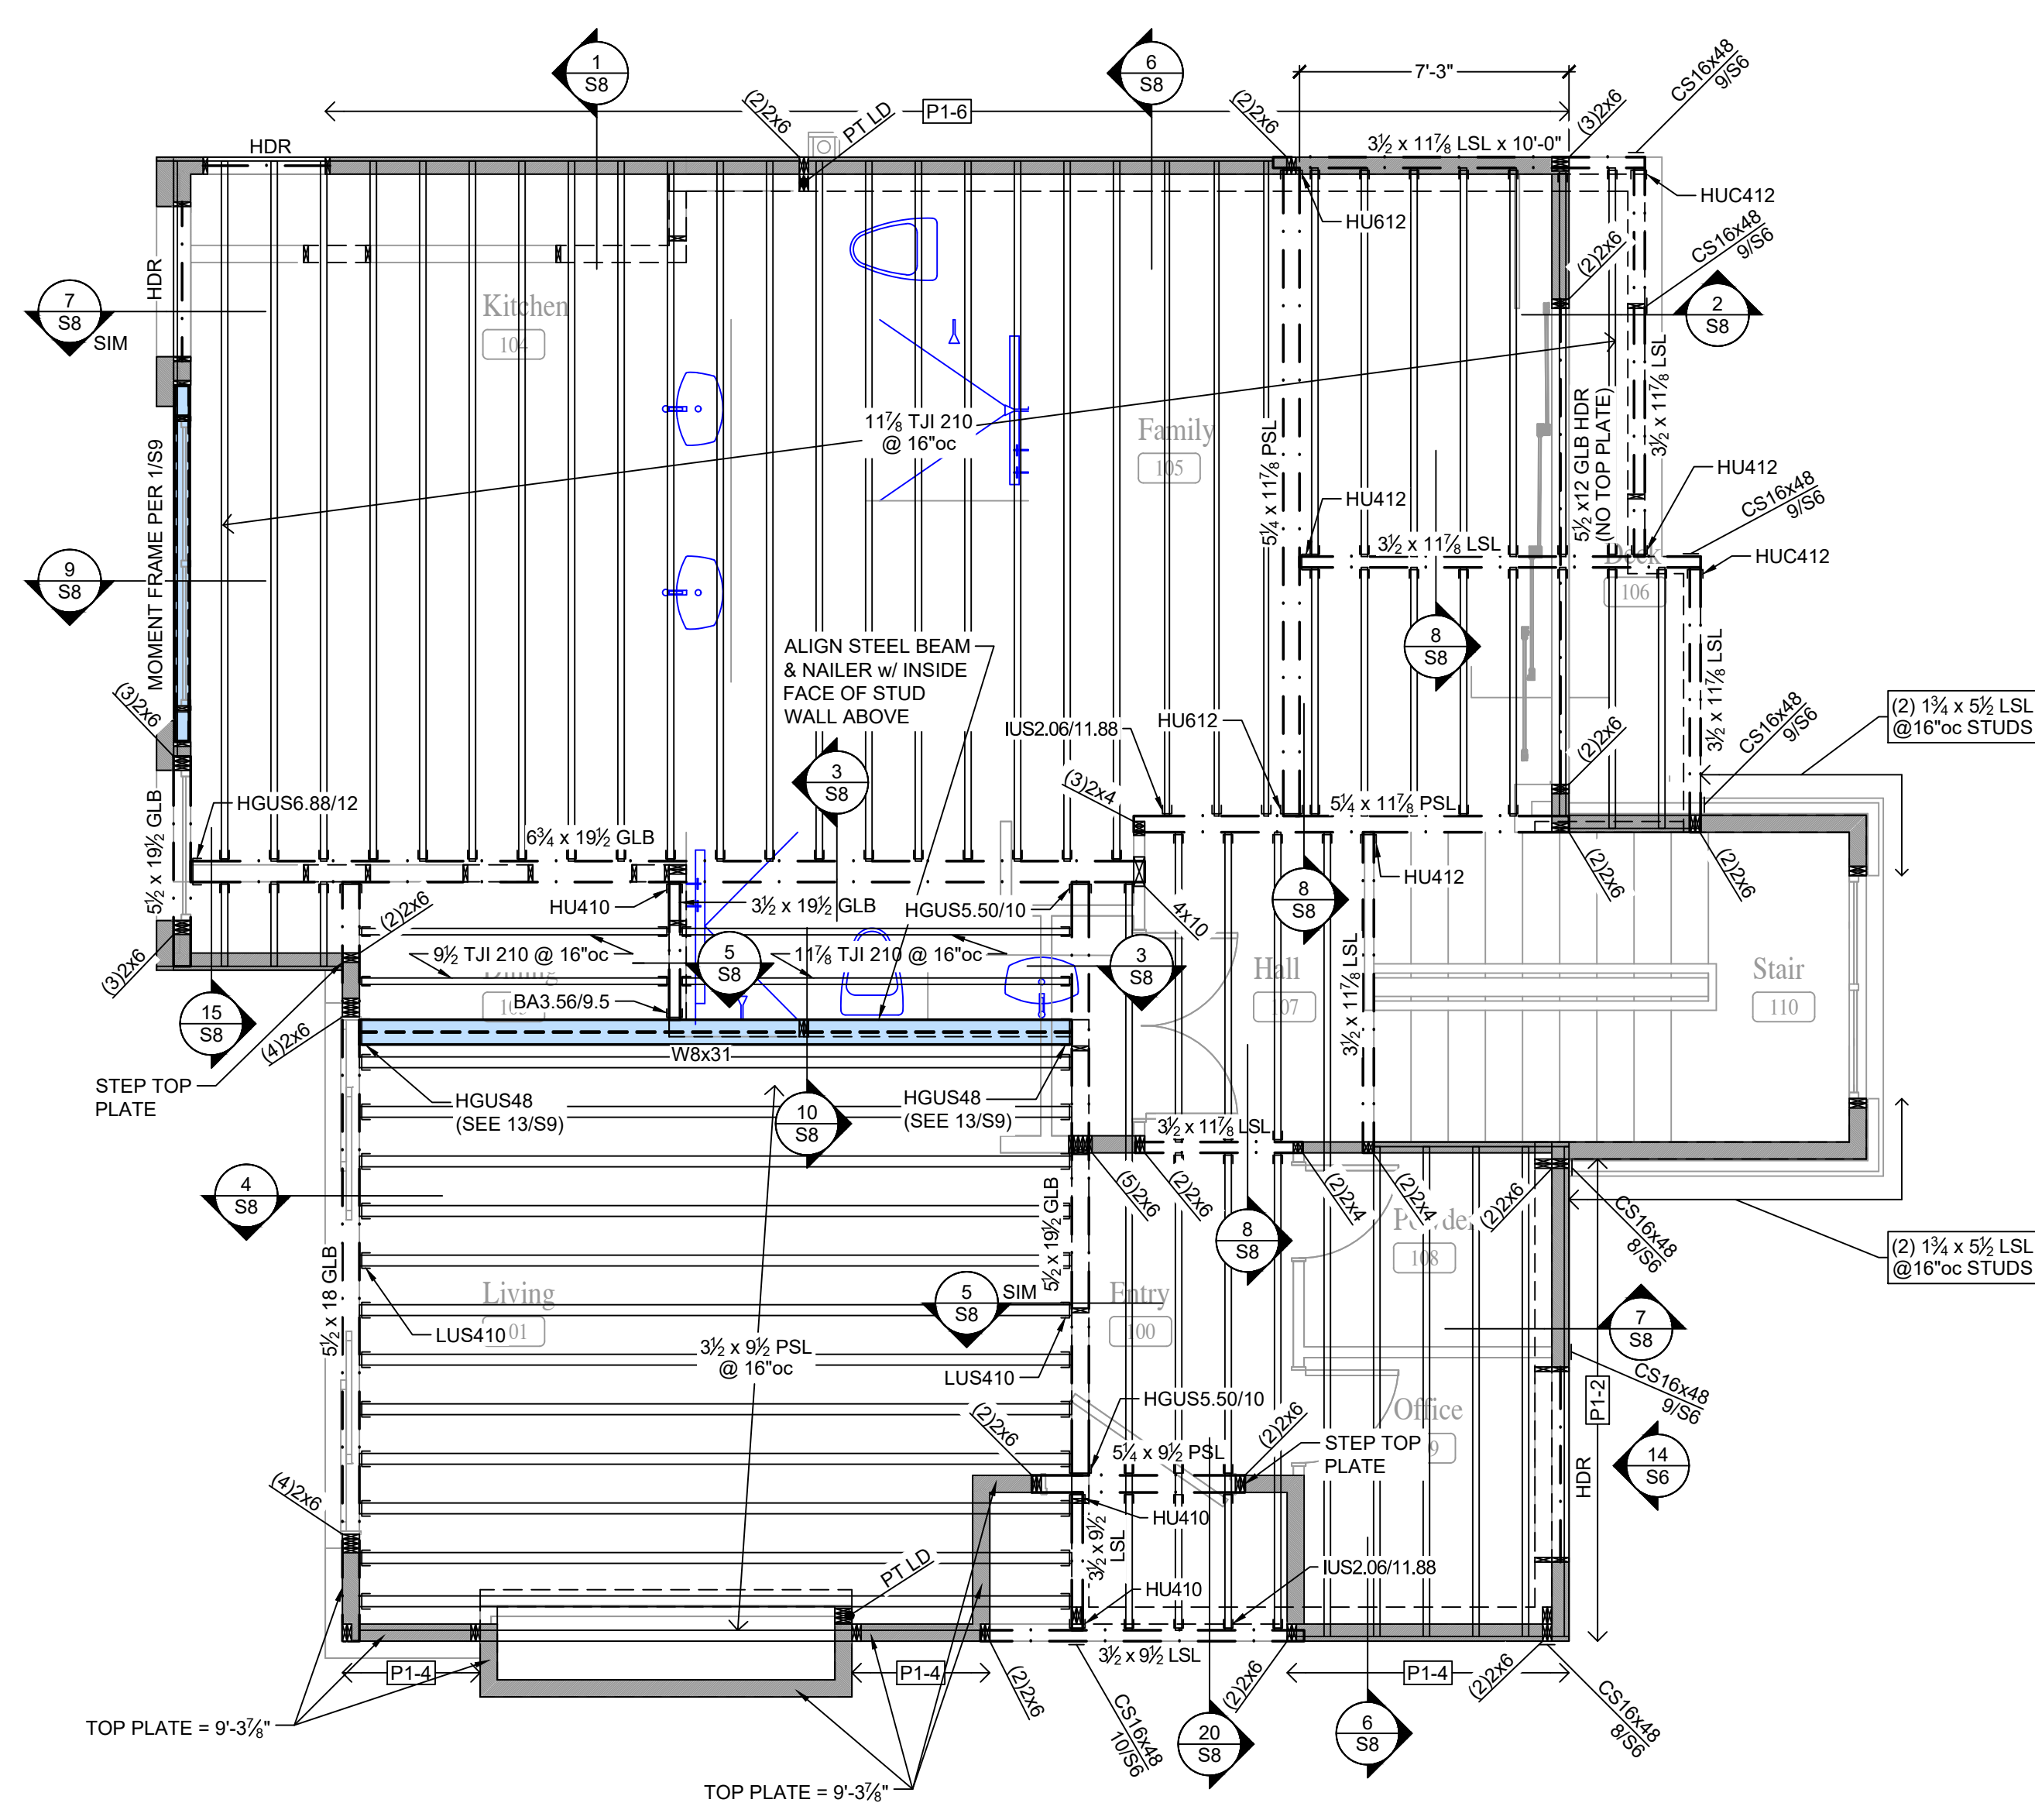 1
S8
6
S8
7'-3"
CS16x48
9/S6
(2)2x6
PT LD
P1-6
(2)2x6
(3)2x6
HDR
3½ x 11⅞ LSL x 10'-0"
HUC412
HU612
CS16x48
9/S6
(2)2x6
HDR
7
S8
SIM
Kitchen
104
2
S8
11⅞ TJI 210
@ 16"oc
Family
105
5¼ x 11⅞ PSL
5½ x12 GLB HDR
(NO TOP PLATE)
3½ x 11⅞ LSL
HU412
HU412
CS16x48
9/S6
MOMENT FRAME PER 1/S9
9
S8
3½ x 11⅞ LSL
Deck
106
HUC412
ALIGN STEEL BEAM
& NAILER w/ INSIDE
FACE OF STUD
WALL ABOVE
8
S8
3½ x 11⅞ LSL
(3)2x6
IUS2.06/11.88
HU612
(2)2x6
CS16x48
9/S6
(2) 1¾ x 5½ LSL
@16"oc STUDS
3
S8
(3)2x4
HGUS6.88/12
5½ x 19½ GLB
6¾ x 19½ GLB
5¼ x 11⅞ PSL
HU410
3½ x 19½ GLB
HGUS5.50/10
4x10
8
S8
HU412
(2)2x6
(2)2x6
(2)2x6
(3)2x6
9½ TJI 210 @ 16"oc
5
S8
11⅞ TJI 210 @ 16"oc
3
S8
Hall
107
3½ x 11⅞ LSL
Stair
110
BA3.56/9.5
15
S8
(4)2x6
STEP TOP
PLATE
W8x31
HGUS48
(SEE 13/S9)
10
S8
HGUS48
(SEE 13/S9)
3½ x 11⅞ LSL
4
S8
(5)2x6
(2)2x6
(2)2x4
(2)2x4
(2)2x6
CS16x48
8/S6
8
S8
108
(2) 1¾ x 5½ LSL
@16"oc STUDS
5½ x 18 GLB
Living
LUS410
01
3½ x 9½ PSL
@ 16"oc
5
S8
SIM
5½ x 19½ GLB
Entry
100
LUS410
7
S8
CS16x48
9/S6
P1-2
HDR
14
S6
HGUS5.50/10
(2)2x6
(2)2x6
Office
9
5¼ x 9½ PSL
STEP TOP
PLATE
(4)2x6
HU410
3½ x 9½
LSL
PT LD
HU410
IUS2.06/11.88
P1-4
P1-4
3½ x 9½ LSL
P1-4
(2)2x6
CS16x48
10/S6
(2)2x6
20
S8
6
S8
(2)2x6
CS16x48
8/S6
TOP PLATE = 9'-3⅞"
TOP PLATE = 9'-3⅞"